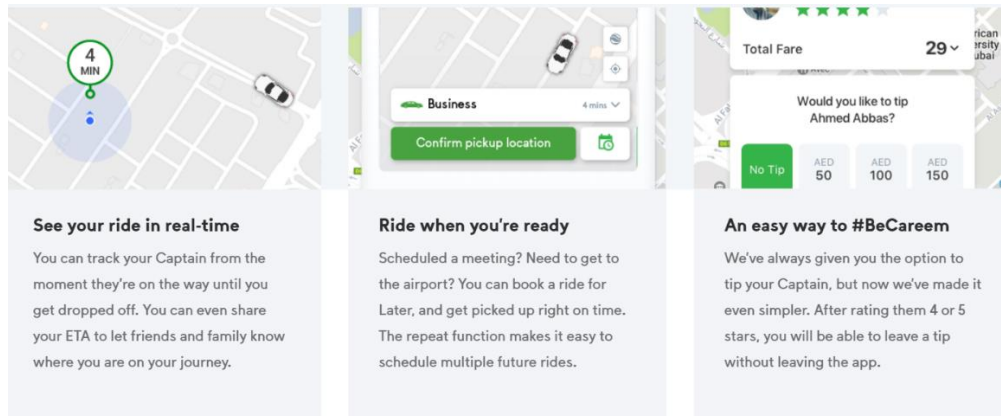 4
MIN
Business
4 mins
Confirm pickup location
Total Fare
29
Would you like to tip
Ahmed Abbas?
No Tip
AED
50
AED
100
AED
150
See your ride in real-time
You can track your Captain from the
moment they're on the way until you
get dropped off. You can even share
your ETA to let friends and family know
where you are on your journey.
Ride when you're ready
Scheduled a meeting? Need to get to
the airport? You can book a ride for
Later, and get picked up right on time.
The repeat function makes it easy to
schedule multiple future rides.
An easy way to #BeCareem
We've always given you the option to
tip your Captain, but now we've made it
even simpler. After rating them 4 or 5
stars, you will be able to leave a tip
without leaving the app.